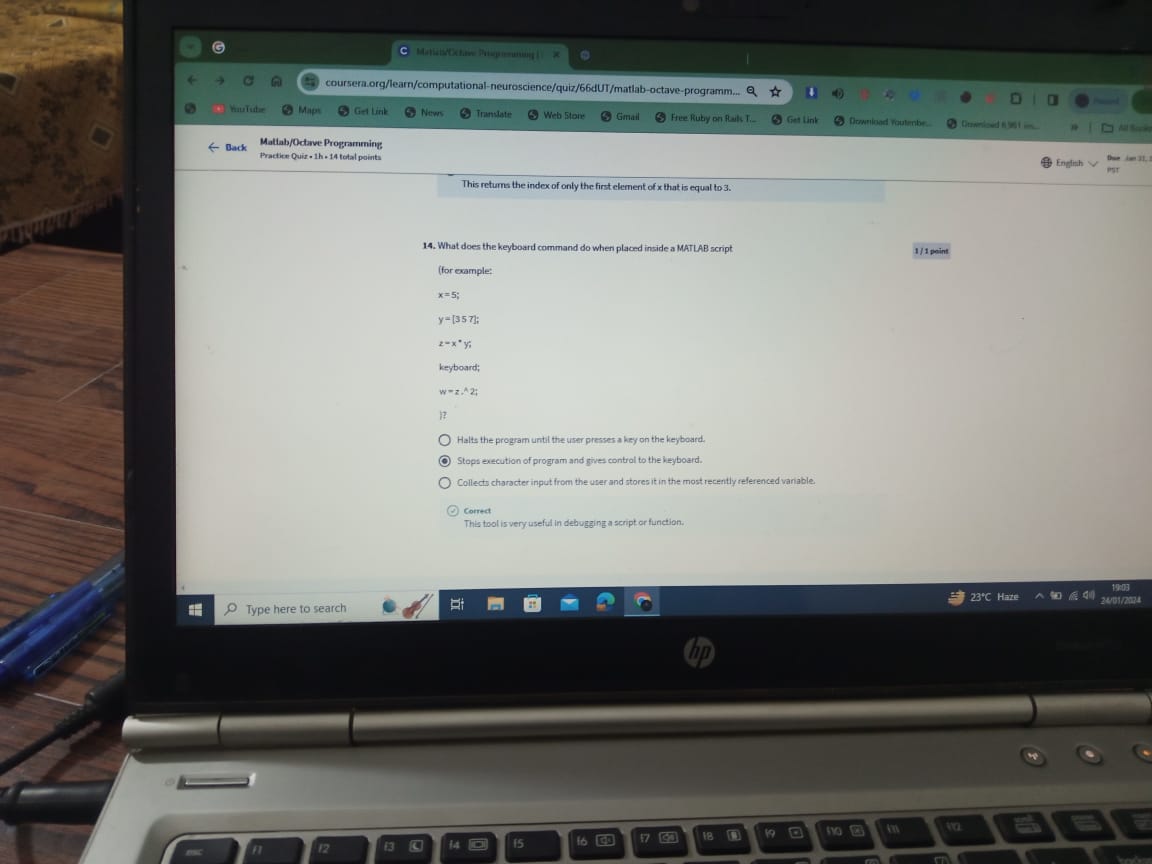 Matlab/Octave Programming |
coursera.org/learn/computational-neuroscience/quiz/66dUT/matlab-octave-programm...
YouTube Maps Get Link News Translate Web Store Gmail Free Ruby on Rails T... Get Link Download Youtenbe... All Books
← Back
Matlab/Octave Programming
Practice Quiz • 1h • 14 total points
English
Due Jan 31, 
PST
This returns the index of only the first element of x that is equal to 3.
14. What does the keyboard command do when placed inside a MATLAB script
1 / 1 point
(for example:
x=5;
y=[3 5 7];
z=x*y;
keyboard;
w=z.^2;
)?
Halts the program until the user presses a key on the keyboard.
Stops execution of program and gives control to the keyboard.
Collects character input from the user and stores it in the most recently referenced variable.
Correct
This tool is very useful in debugging a script or function.
Type here to search
23°C Haze
19:03
24/01/2024
hp
esc f1 f2 f3 f4 f5 f6 f7 f8 f9 f10 f11 f12